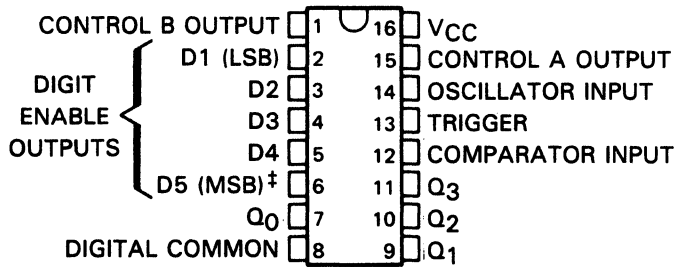 CONTROL B OUTPUT 1 16 VCC
D1 (LSB) 2 15 CONTROL A OUTPUT
D2 3 14 OSCILLATOR INPUT
D3 4 13 TRIGGER
D4 5 12 COMPARATOR INPUT
D5 (MSB)‡ 6 11 Q3
Q0 7 10 Q2
DIGITAL COMMON 8 9 Q1
DIGIT
ENABLE
OUTPUTS